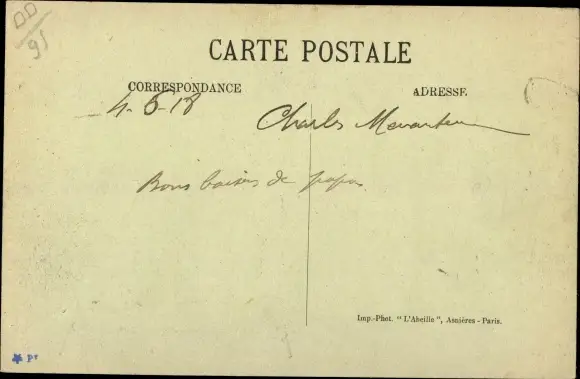 DD
91
CARTE POSTALE
CORRESPONDANCE
ADRESSE
4-5-18
Charles
Bons baisers de papa
Imp.-Phot. "L'Abeille", Asnières - Paris.